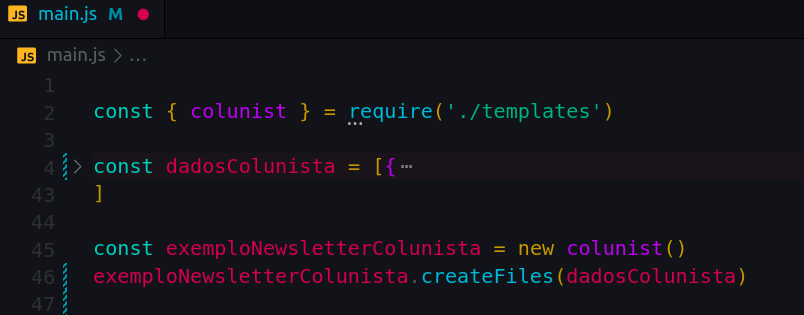 JS main.js M
JS main.js > ...
1
2 const { colunist } = require('./templates')
3
4 > const dadosColunista = [{···
43 ]
44
45 const exemploNewsletterColunista = new colunist()
46 exemploNewsletterColunista.createFiles(dadosColunista)
47